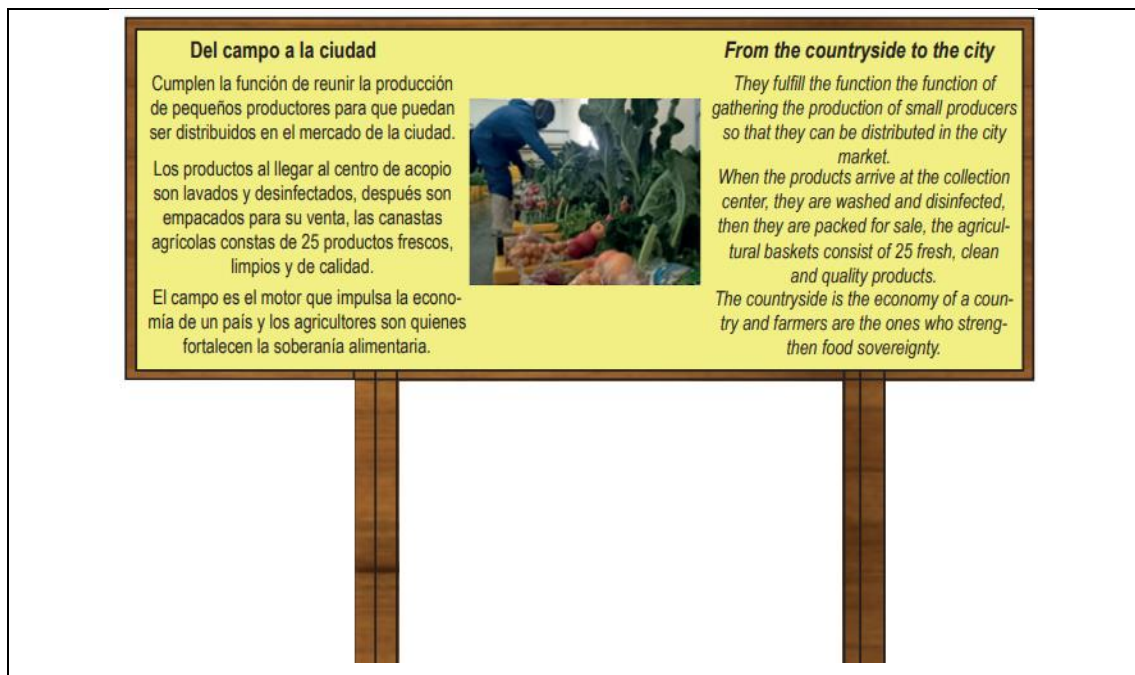 Del campo a la ciudad
Cumplen la función de reunir la producción
de pequeños productores para que puedan
ser distribuidos en el mercado de la ciudad.
Los productos al llegar al centro de acopio
son lavados y desinfectados, después son
empacados para su venta, las canastas
agrícolas constas de 25 productos frescos,
limpios y de calidad.
El campo es el motor que impulsa la econo-
mía de un país y los agricultores son quienes
fortalecen la soberanía alimentaria.
From the countryside to the city
They fulfill the function the function of
gathering the production of small producers
so that they can be distributed in the city
market.
When the products arrive at the collection
center, they are washed and disinfected,
then they are packed for sale, the agricul-
tural baskets consist of 25 fresh, clean
and quality products.
The countryside is the economy of a coun-
try and farmers are the ones who streng-
then food sovereignty.